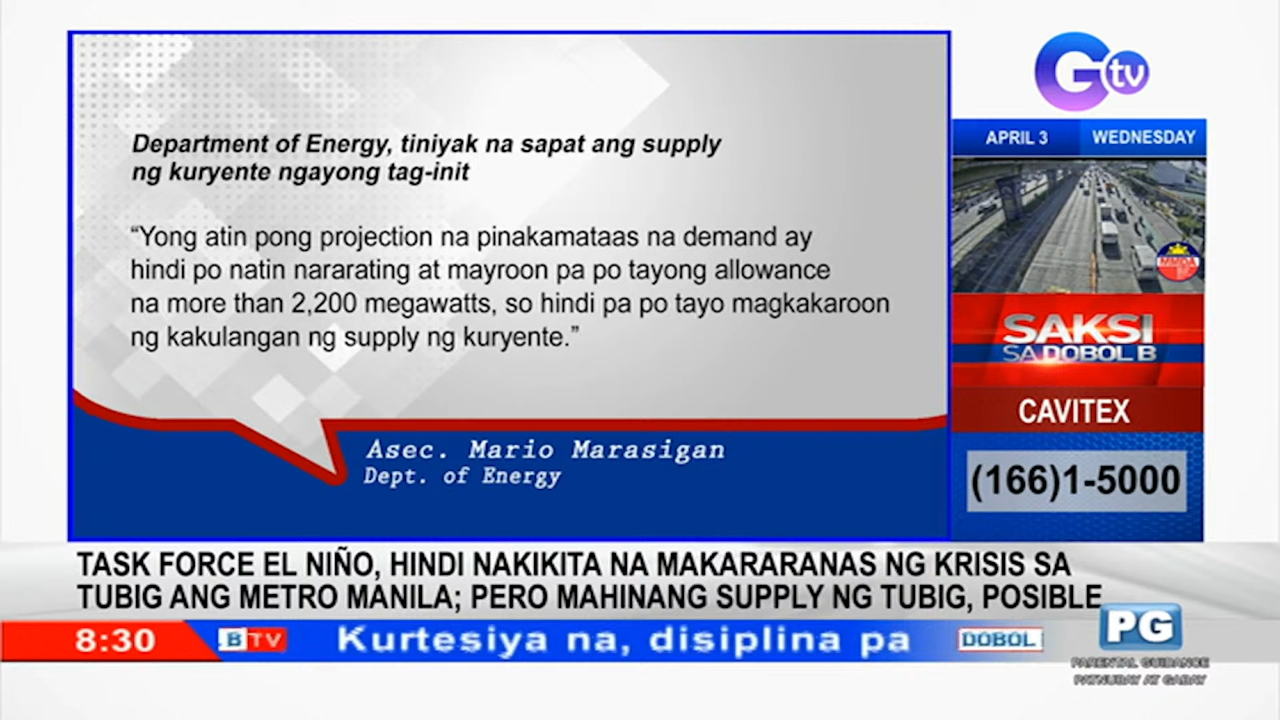 Gtv
APRIL 3 WEDNESDAY
Department of Energy, tiniyak na sapat ang supply
ng kuryente ngayong tag-init
“Yong atin pong projection na pinakamataas na demand ay
hindi po natin nararating at mayroon pa po tayong allowance
na more than 2,200 megawatts, so hindi pa po tayo magkakaroon
ng kakulangan ng supply ng kuryente.”
Asec. Mario Marasigan
Dept. of Energy
MMDA
SAKSI
SA DOBOL B
CAVITEX
(166)1-5000
TASK FORCE EL NIÑO, HINDI NAKIKITA NA MAKARARANAS NG KRISIS SA
TUBIG ANG METRO MANILA; PERO MAHINANG SUPPLY NG TUBIG, POSIBLE
8:30 BTV Kurtesiya na, disiplina pa DOBOL
PG
PARENTAL GUIDANCE
PATNUBAY AT GABAY